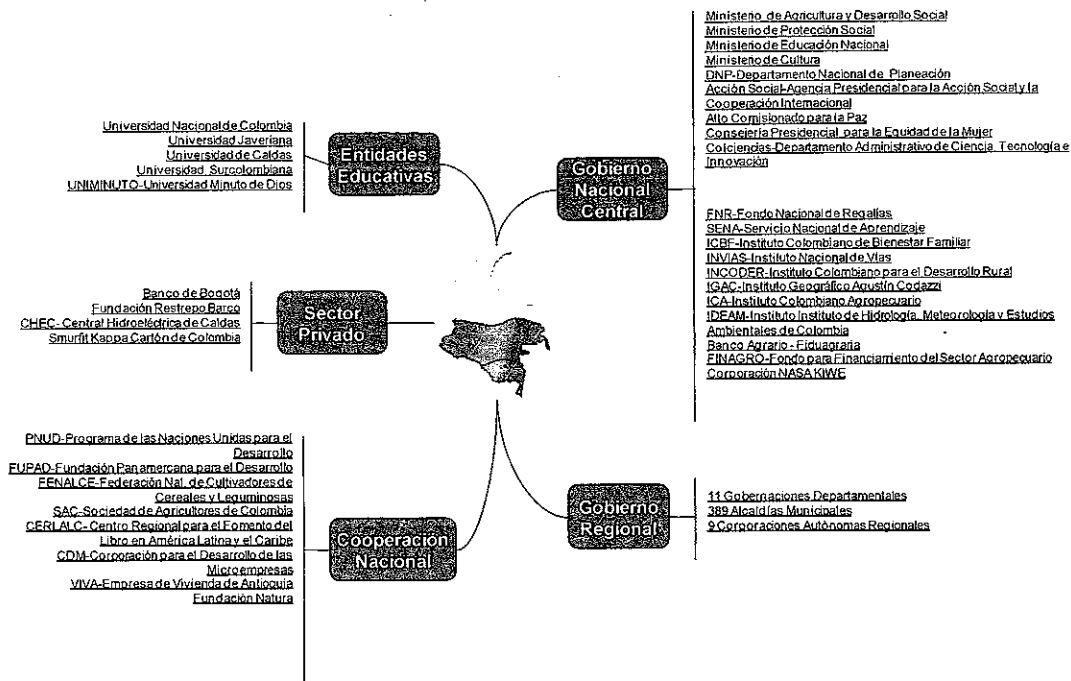 Universidad Nacional de Colombia
Universidad Javeriana
Universidad de Caldas
Universidad Surcolombiana
UNIMINUTO-Universidad Minuto de Dios
Entidades
Educativas
Banco de Bogotá
Fundación Restrepo Barco
CHEC- Central Hidroeléctrica de Caldas
Smurfit Kappa Cartón de Colombia
Sector
Privado
PNUD-Programa de las Naciones Unidas para el
Desarrollo
FUPAD-Fundación Panamericana para el Desarrollo
FENALCE-Federación Nal. de Cultivadores de
Cereales y Leguminosas
SAC-Sociedad de Agricultores de Colombia
CERLALC- Centro Regional para el Fomento del
Libro en América Latina y el Caribe
CDM-Corporación para el Desarrollo de las
Microempresas
VIVA-Empresa de Vivienda de Antioquia
Fundación Natura
Cooperación
Nacional
Gobierno
Nacional
Central
Ministerio de Agricultura y Desarrollo Social
Ministerio de Protección Social
Ministerio de Educación Nacional
Ministerio de Cultura
DNP-Departamento Nacional de Planeación
Acción Social-Agencia Presidencial para la Acción Social y la
Cooperación Internacional
Alto Comisionado para la Paz
Consejería Presidencial para la Equidad de la Mujer
Colciencias-Departamento Administrativo de Ciencia, Tecnología e
Innovación
FNR-Fondo Nacional de Regalías
SENA-Servicio Nacional de Aprendizaje
ICBF-Instituto Colombiano de Bienestar Familiar
INVIAS-Instituto Nacional de Vías
INCODER-Instituto Colombiano para el Desarrollo Rural
IGAC-Instituto Geográfico Agustín Codazzi
ICA-Instituto Colombiano Agropecuario
IDEAM-Instituto Instituto de Hidrología, Meteorología y Estudios
Ambientales de Colombia
Banco Agrario - Fiduagraria
FINAGRO-Fondo para Financiamiento del Sector Agropecuario
Corporación NASA KIWE
Gobierno
Regional
11 Gobernaciones Departamentales
389 Alcaldías Municipales
9 Corporaciones Autónomas Regionales